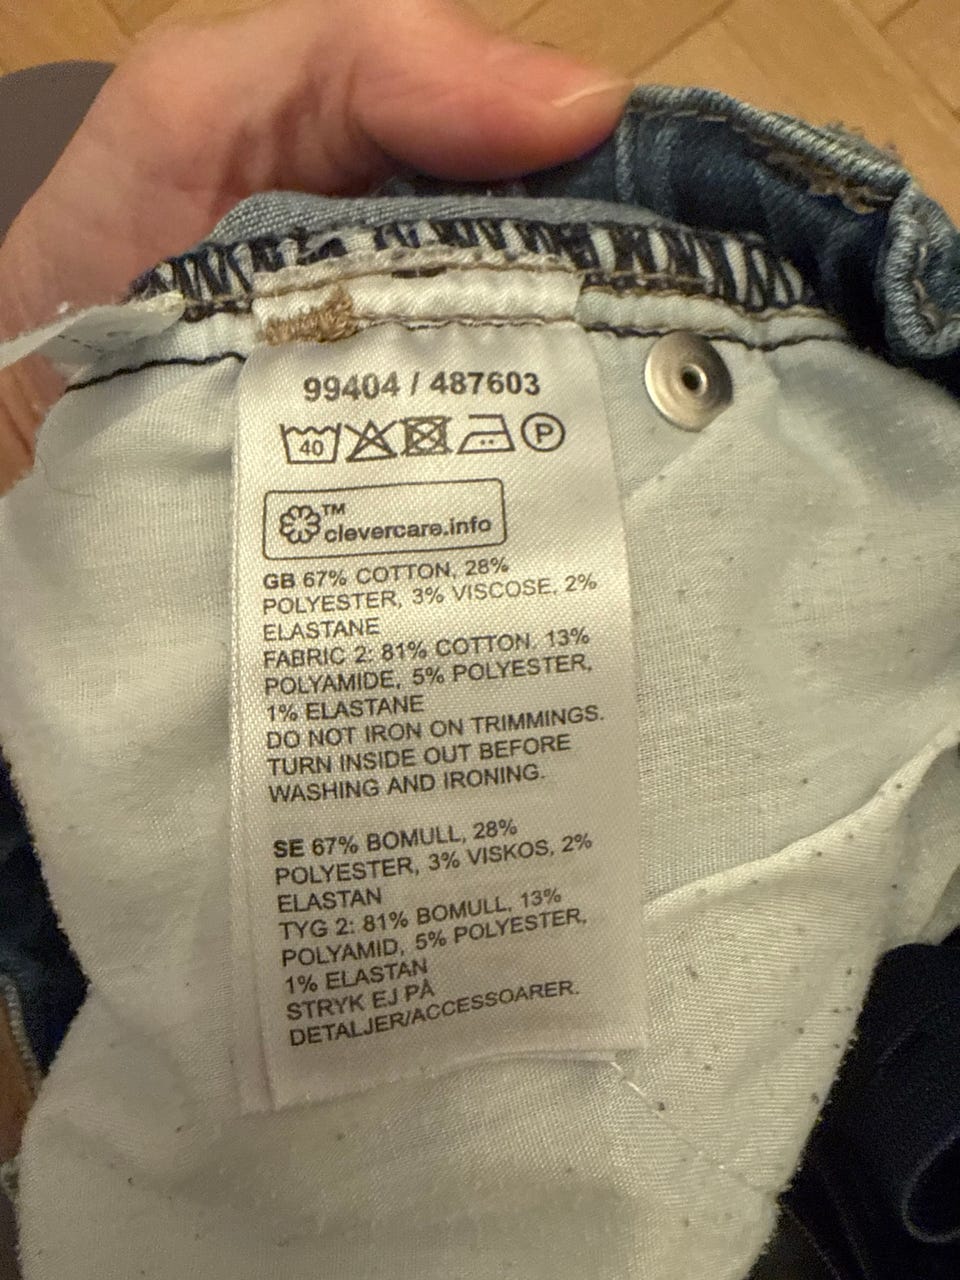 99404 / 487603
40 P
TM
clevercare.info
GB 67% COTTON, 28%
POLYESTER, 3% VISCOSE, 2%
ELASTANE
FABRIC 2: 81% COTTON, 13%
POLYAMIDE, 5% POLYESTER,
1% ELASTANE
DO NOT IRON ON TRIMMINGS.
TURN INSIDE OUT BEFORE
WASHING AND IRONING.
SE 67% BOMULL, 28%
POLYESTER, 3% VISKOS, 2%
ELASTAN
TYG 2: 81% BOMULL, 13%
POLYAMID, 5% POLYESTER,
1% ELASTAN
STRYK EJ PÅ
DETALJER/ACCESSOARER.